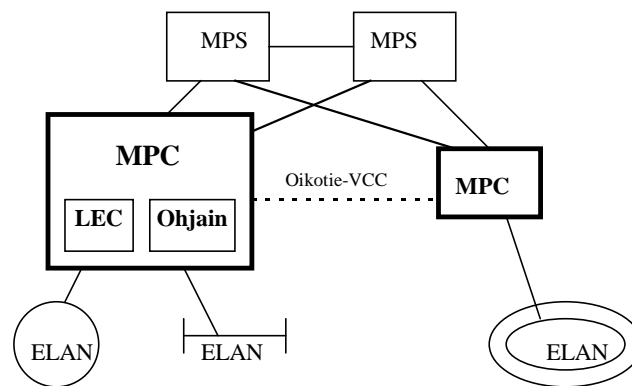 MPS
MPS
MPC
Oikotie-VCC
MPC
LEC
Ohjain
ELAN
ELAN
ELAN